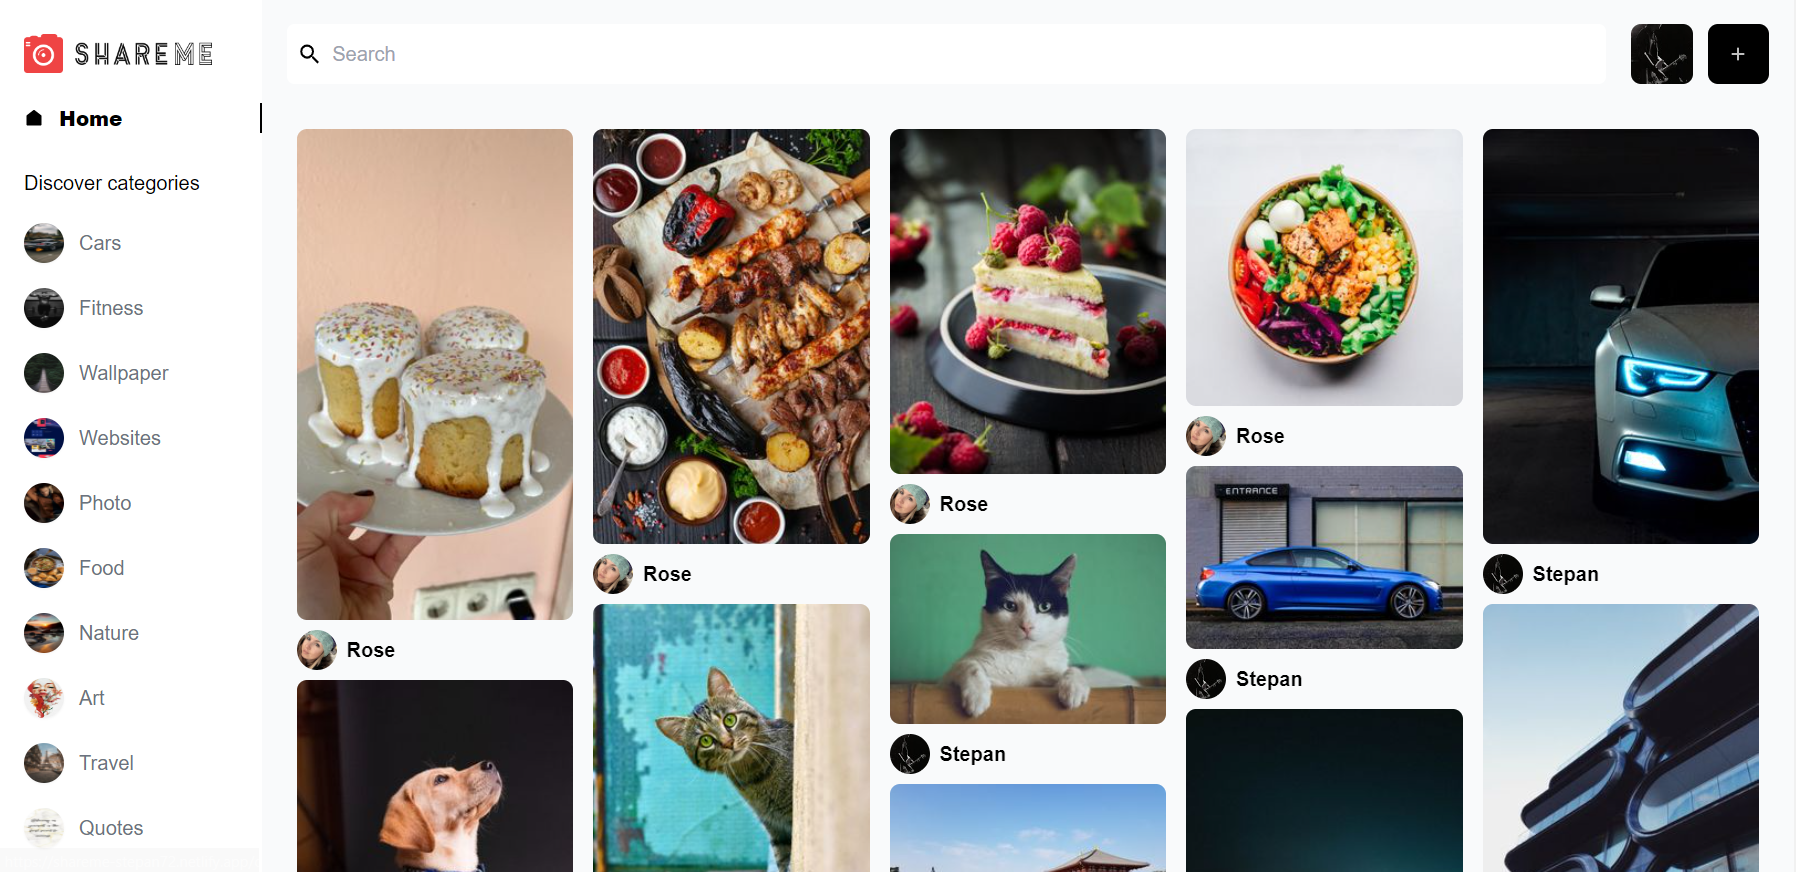 SHAREME
Search
+
Home
Discover categories
Cars
Fitness
Wallpaper
Websites
Photo
Food
Nature
Art
Travel
Quotes
Rose
Rose
Rose
Stepan
Rose
ENTRANCE
Stepan
Stepan